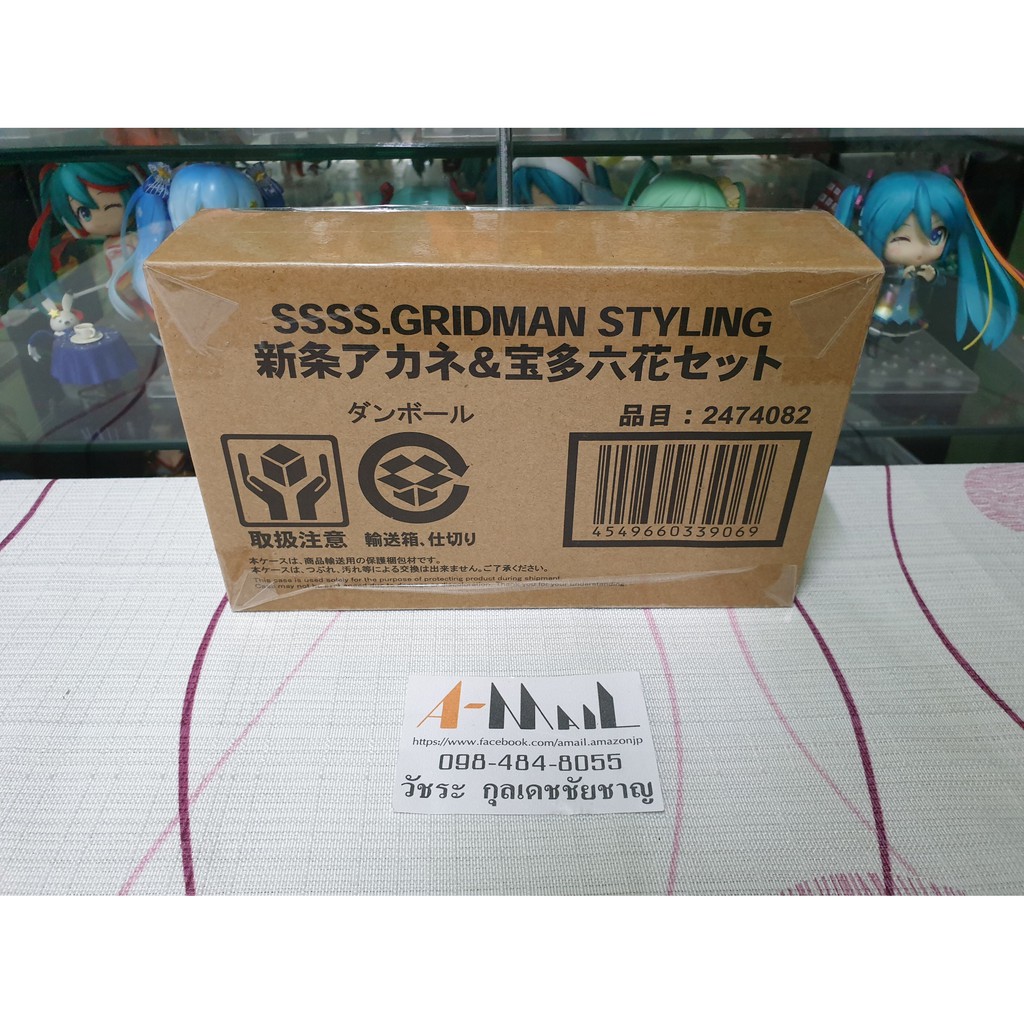 SSSS.GRIDMAN STYLING
新条アカネ&宝多六花セット
ダンボール
品目：2474082
取扱注意
輸送箱、仕切り
4549660339069
本ケースは、商品輸送用の保護梱包材です。
本ケースは、つぶれ、汚れ等による交換は出来ません。ご了承ください。
This case is used solely for the purpose of protecting product during shipment.
A-MAIL
https://www.facebook.com/amail.amazonjp
098-484-8055
วัชระ กุลเดชชัยชาญ